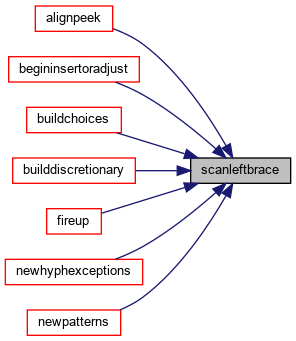 alignpeek
begininsertoradjust
buildchoices
scanleftbrace
builddiscretionary
fireup
newhyphexceptions
newpatterns